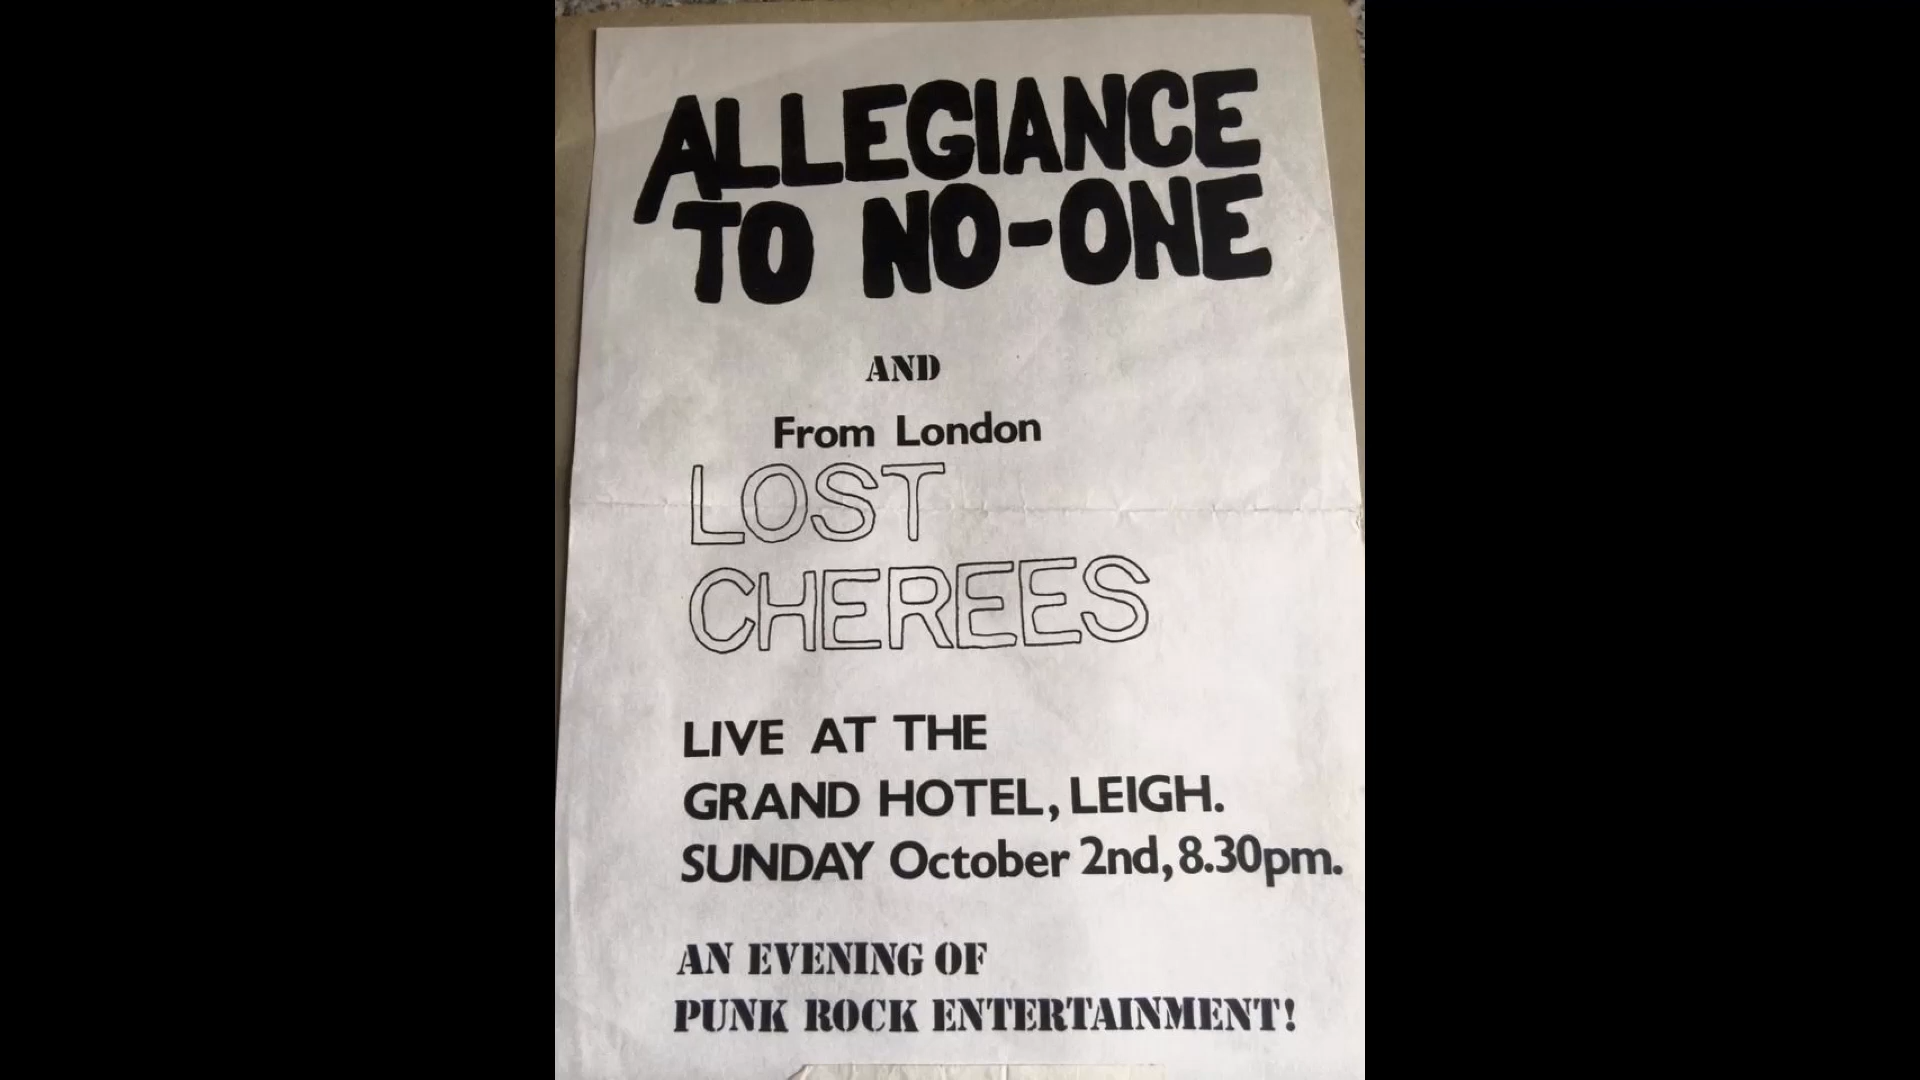 ALLEGIANCE
TO NO-ONE
AND
From London
LOST
CHEREES
LIVE AT THE
GRAND HOTEL, LEIGH.
SUNDAY October 2nd, 8.30pm.
AN EVENING OF
PUNK ROCK ENTERTAINMENT!